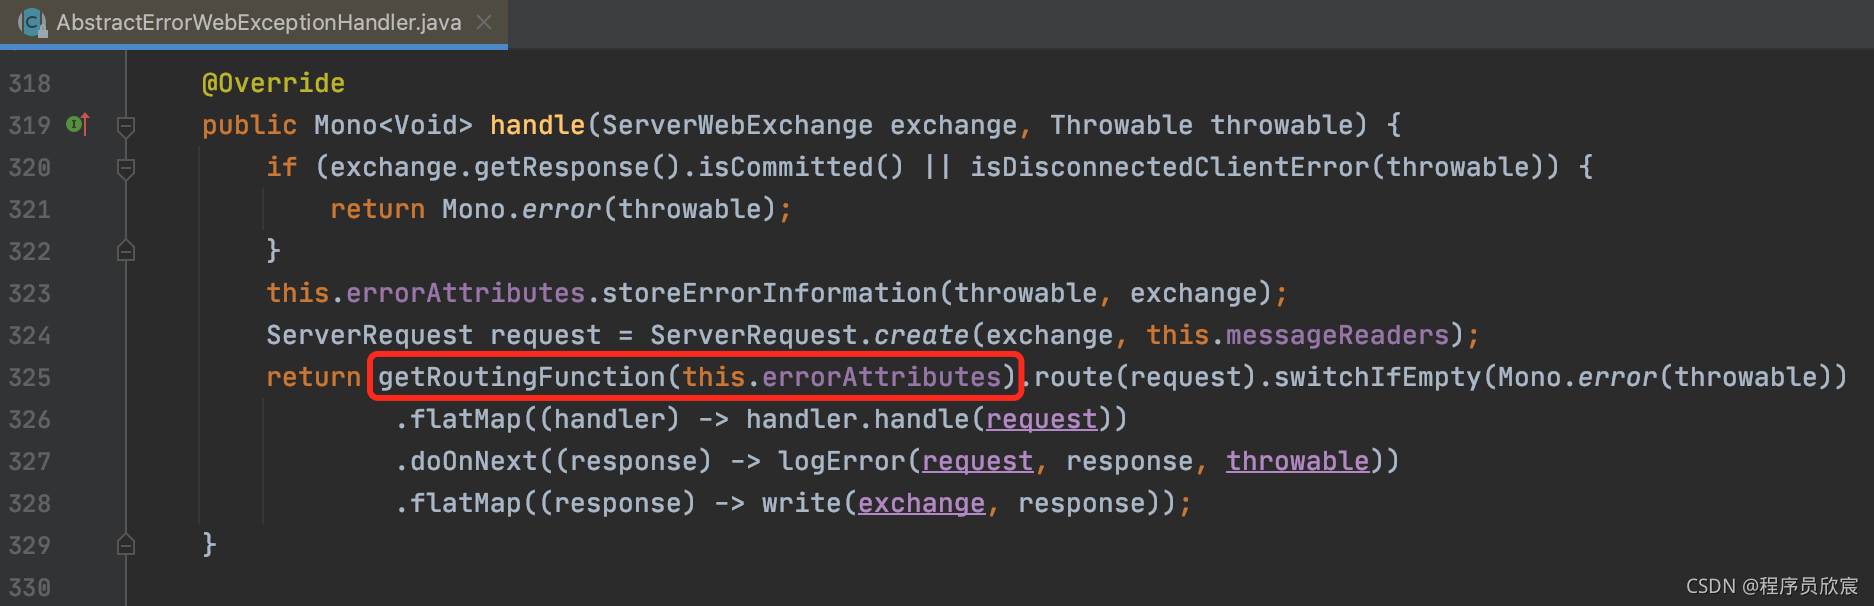 AbstractErrorWebExceptionHandler.java
318 @Override
319 public Mono<Void> handle(ServerWebExchange exchange, Throwable throwable) {
320 if (exchange.getResponse().isCommitted() || isDisconnectedClientError(throwable)) {
321 return Mono.error(throwable);
322 }
323 this.errorAttributes.storeErrorInformation(throwable, exchange);
324 ServerRequest request = ServerRequest.create(exchange, this.messageReaders);
325 return getRoutingFunction(this.errorAttributes).route(request).switchIfEmpty(Mono.error(throwable))
326 .flatMap((handler) -> handler.handle(request))
327 .doOnNext((response) -> logError(request, response, throwable))
328 .flatMap((response) -> write(exchange, response));
329 }
330
CSDN @程序员欣宸